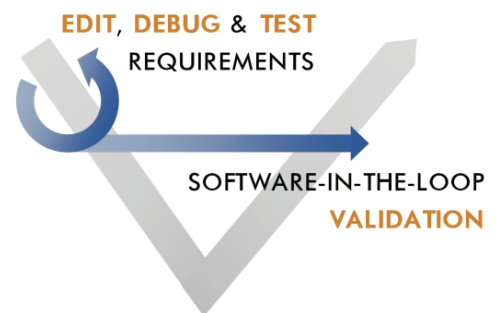 EDIT, DEBUG & TEST
REQUIREMENTS
SOFTWARE-IN-THE-LOOP
VALIDATION